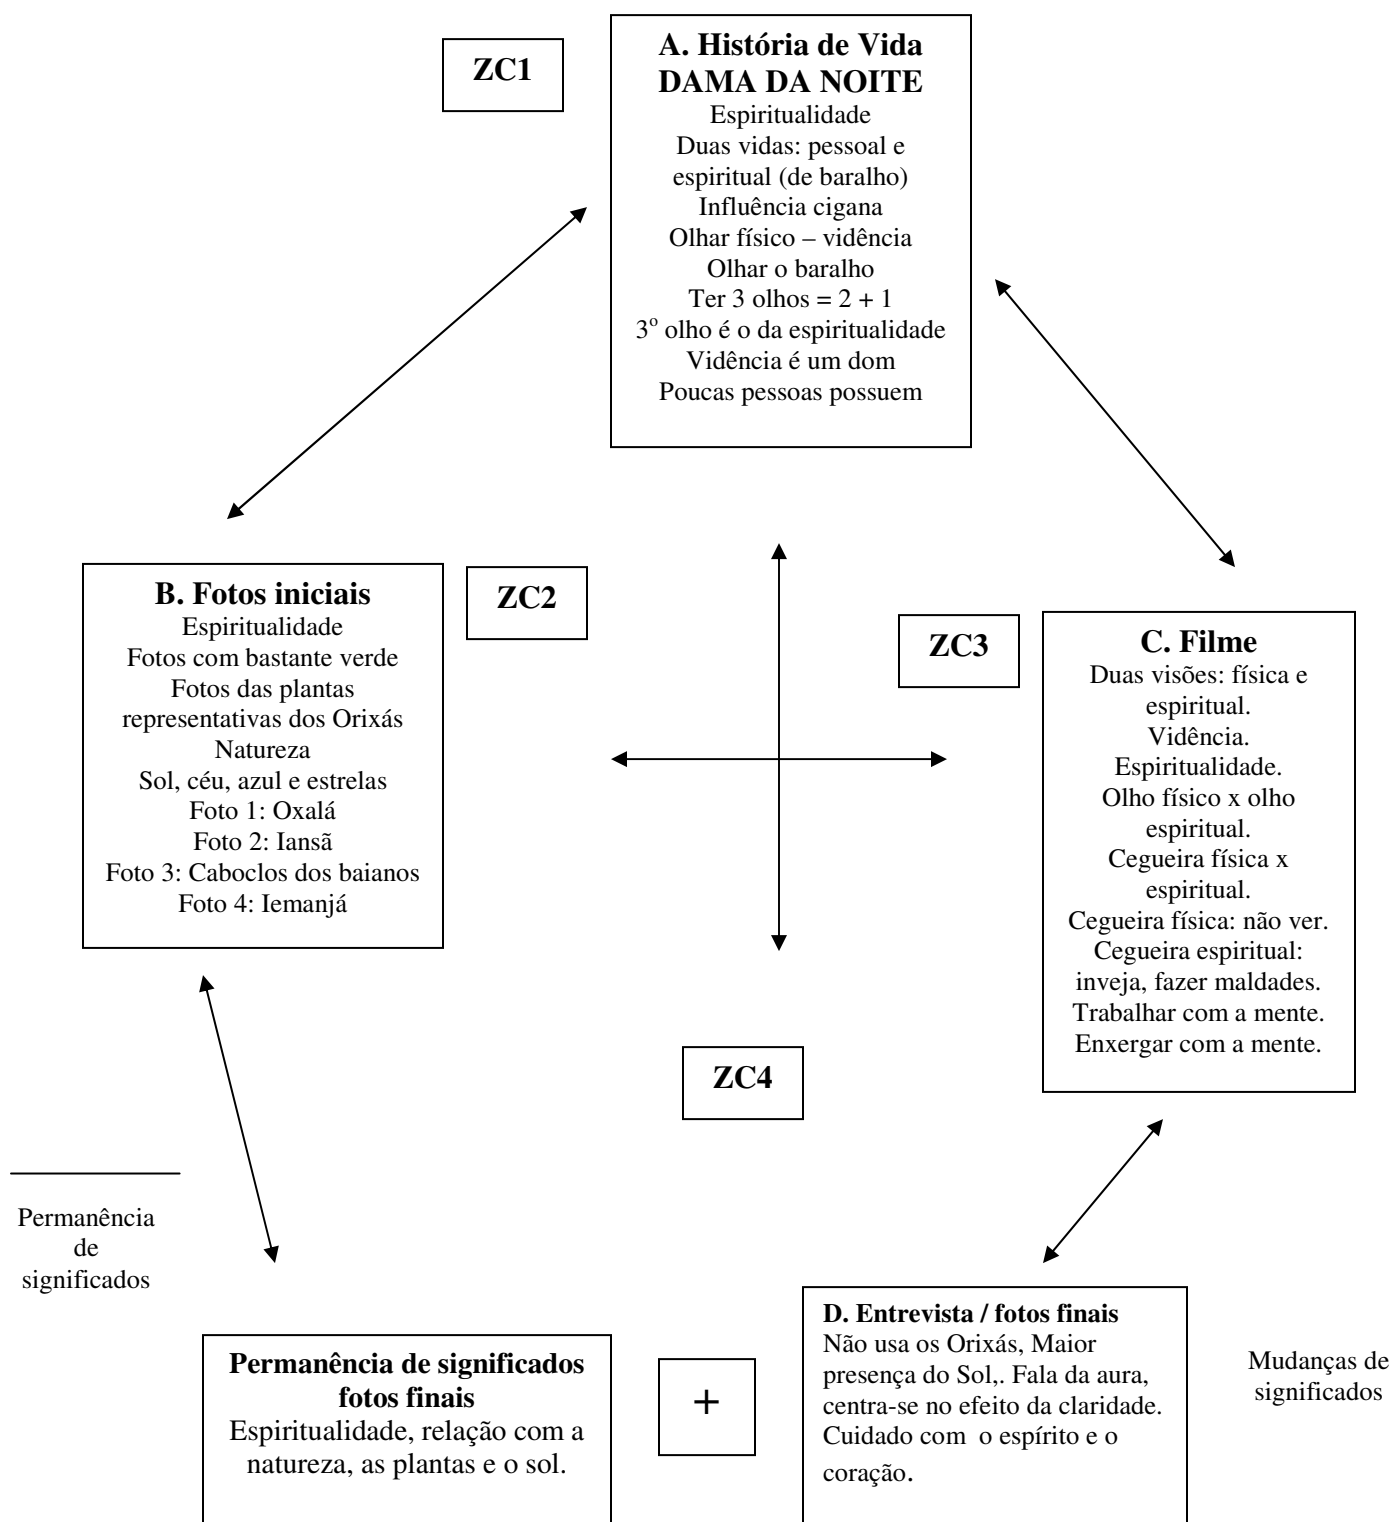 ZC1
A. História de Vida
DAMA DA NOITE
Espiritualidade
Duas vidas: pessoal e
espiritual (de baralho)
Influência cigana
Olhar físico – vidência
Olhar o baralho
Ter 3 olhos = 2 + 1
3º olho é o da espiritualidade
Vidência é um dom
Poucas pessoas possuem
B. Fotos iniciais
Espiritualidade
Fotos com bastante verde
Fotos das plantas
representativas dos Orixás
Natureza
Sol, céu, azul e estrelas
Foto 1: Oxalá
Foto 2: Iansã
Foto 3: Caboclos dos baianos
Foto 4: Iemanjá
ZC2
ZC3
C. Filme
Duas visões: física e
espiritual.
Vidência.
Espiritualidade.
Olho físico x olho
espiritual.
Cegueira física x
espiritual.
Cegueira física: não ver.
Cegueira espiritual:
inveja, fazer maldades.
Trabalhar com a mente.
Enxergar com a mente.
ZC4
Permanência
de
significados
Permanência de significados
fotos finais
Espiritualidade, relação com a
natureza, as plantas e o sol.
+
D. Entrevista / fotos finais
Não usa os Orixás, Maior
presença do Sol,. Fala da aura,
centra-se no efeito da claridade.
Cuidado com o espírito e o
coração.
Mudanças de
significados